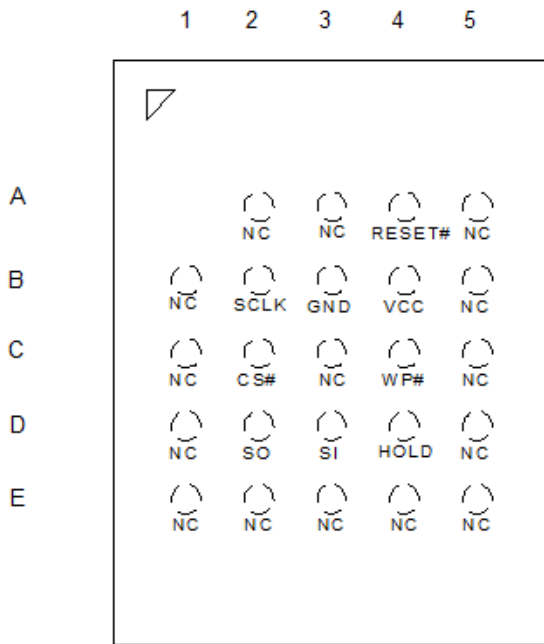 1 2 3 4 5
A
NC NC RESET# NC
B
NC SCLK GND VCC NC
C
NC CS# NC WP# NC
D
NC SO SI HOLD NC
E
NC NC NC NC NC